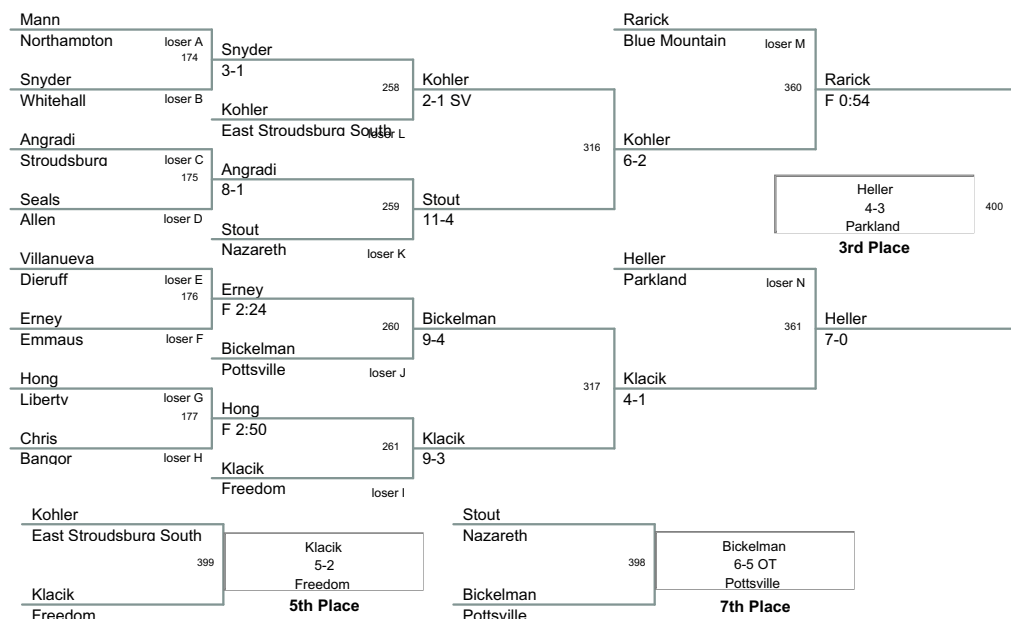 Mann
Northampton
loser A
174
Snyder
Whitehall
loser B
Angradi
Stroudsburg
loser C
175
Seals
Allen
loser D
Villanueva
Dieruff
loser E
176
Erney
Emmaus
loser F
Hong
Liberty
loser G
177
Chris
Bangor
loser H
Snyder
3-1
258
Kohler
East Stroudsburg South
loser L
Angradi
8-1
259
Stout
Nazareth
loser K
Erney
F 2:24
260
Bickelman
Pottsville
loser J
Hong
F 2:50
261
Klacik
Freedom
loser I
Kohler
2-1 SV
316
Stout
11-4
Bickelman
9-4
317
Klacik
9-3
Rarick
Blue Mountain
loser M
360
Kohler
6-2
Heller
Parkland
loser N
361
Klacik
4-1
Rarick
F 0:54
Heller
4-3
Parkland
400
3rd Place
Heller
7-0
Kohler
East Stroudsburg South
399
Klacik
Freedom
Klacik
5-2
Freedom
5th Place
Stout
Nazareth
398
Bickelman
Pottsville
Bickelman
6-5 OT
Pottsville
7th Place